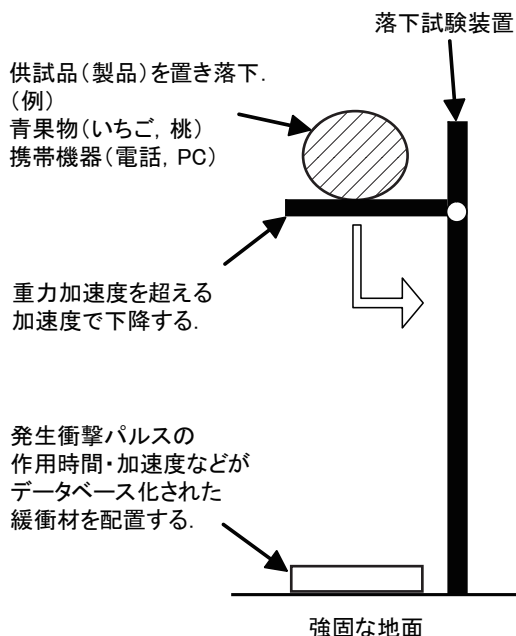 落下試験装置
供試品(製品)を置き落下.
(例)
青果物(いちご, 桃)
携帯機器(電話, PC)
重力加速度を超える
加速度で下降する.
発生衝撃パルスの
作用時間・加速度などが
データベース化された
緩衝材を配置する.
強固な地面